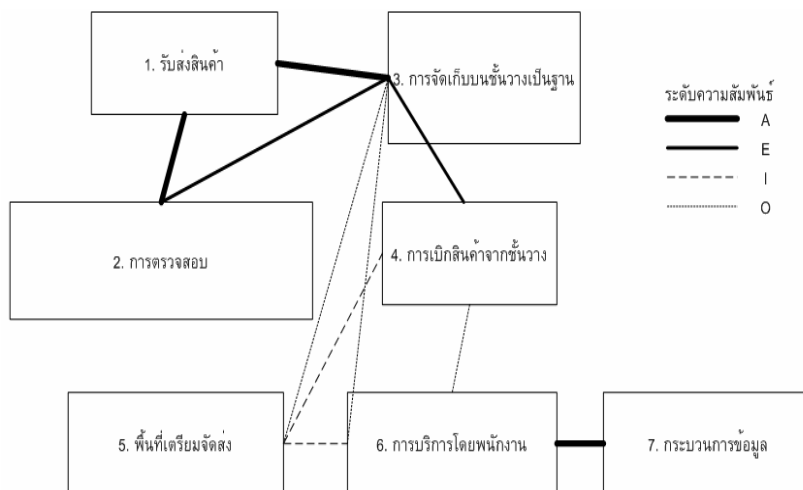 1. รับส่งสินค้า
3. การจัดเก็บบนชั้นวางเป็นฐาน
ระดับความสัมพันธ์
A
E
I
O
2. การตรวจสอบ
4. การเบิกสินค้าจากชั้นวาง
5. พื้นที่เตรียมจัดส่ง
6. การบริการโดยพนักงาน
7. กระบวนการข้อมูล